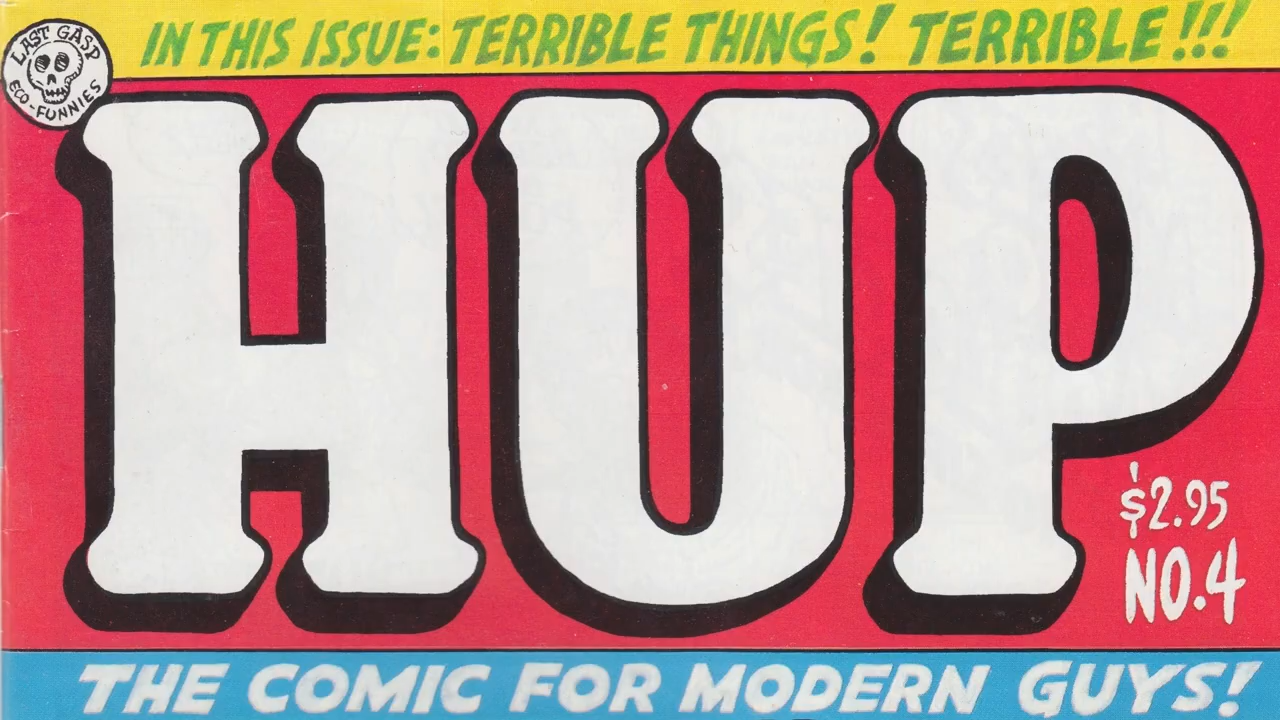 IN THIS ISSUE: TERRIBLE THINGS! TERRIBLE!!!
LAST GASP
ECO-FUNNIES
HUP
$2.95
NO.4
THE COMIC FOR MODERN GUYS!